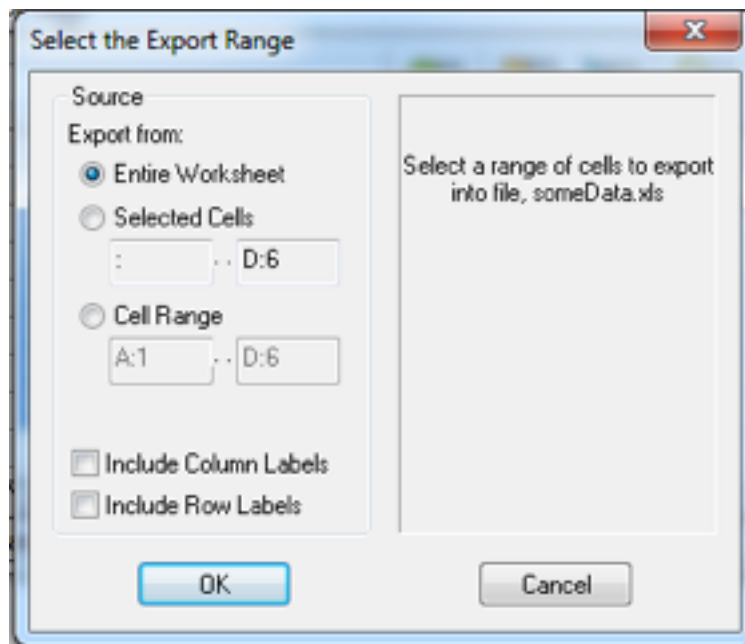 Select the Export Range
Source
Export from:
Entire Worksheet
Selected Cells
: . . D:6
Cell Range
A:1 . . D:6
Include Column Labels
Include Row Labels
Select a range of cells to export
into file, someData.xls
OK
Cancel